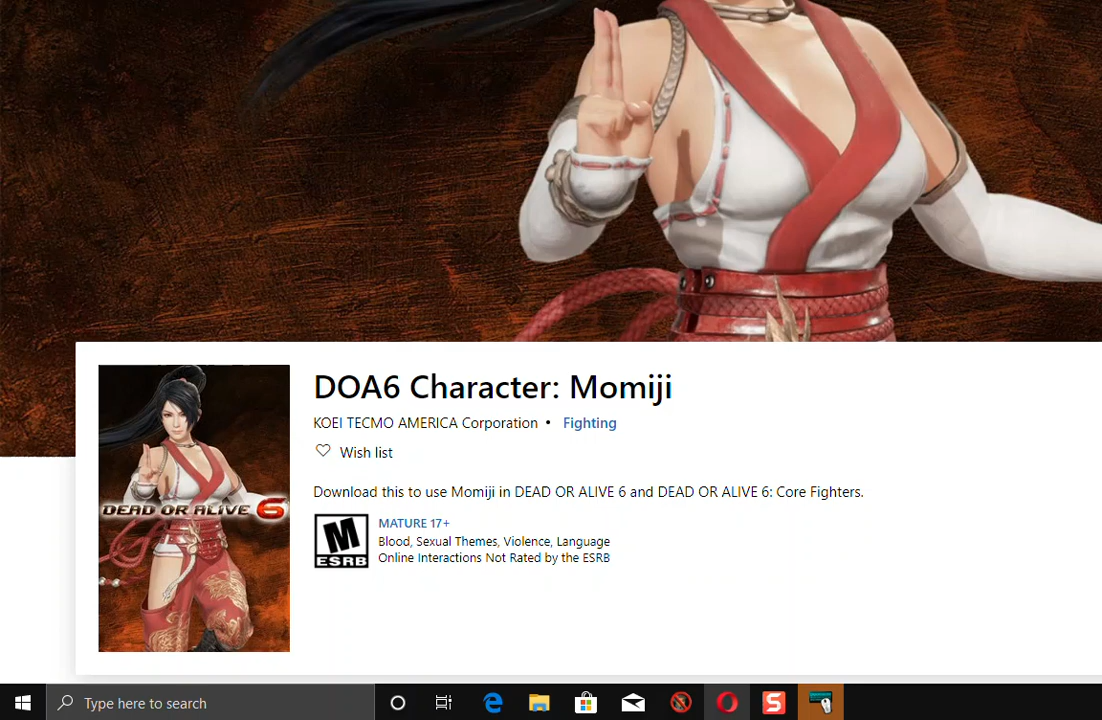 DOA6 Character: Momiji
KOEI TECMO AMERICA Corporation • Fighting
Wish list
Download this to use Momiji in DEAD OR ALIVE 6 and DEAD OR ALIVE 6: Core Fighters.
DEAD OR ALIVE 6
M
ESRB
MATURE 17+
Blood, Sexual Themes, Violence, Language
Online Interactions Not Rated by the ESRB
Type here to search
S